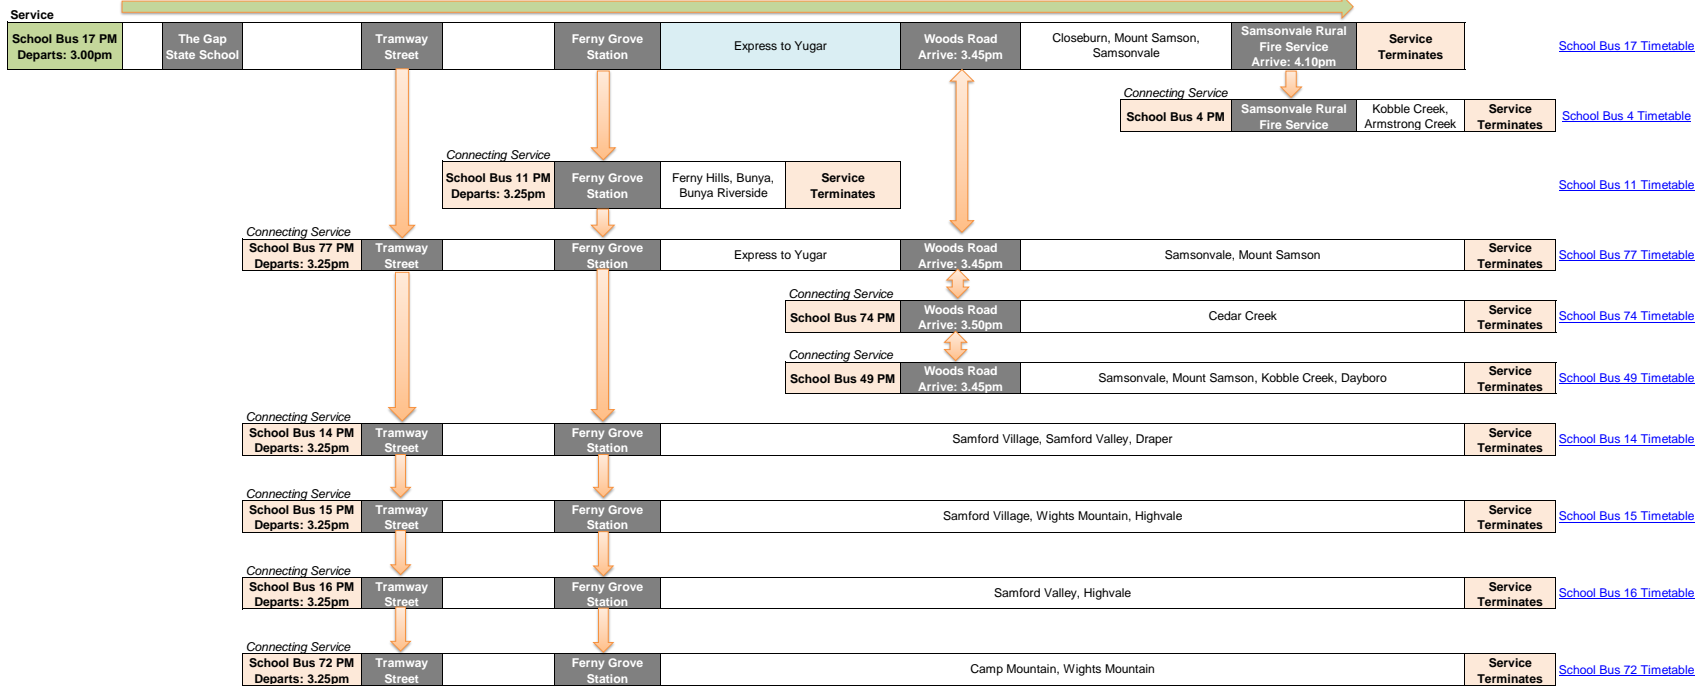 Service
School Bus 17 PM
Departs: 3.00pm
The Gap
State School
Tramway
Street
Ferny Grove
Station
Express to Yugar
Woods Road
Arrive: 3.45pm
Closeburn, Mount Samson,
Samsonvale
Samsonvale Rural
Fire Service
Arrive: 4.10pm
Service
Terminates
School Bus 17 Timetable
Connecting Service
School Bus 4 PM
Samsonvale Rural
Fire Service
Kobble Creek,
Armstrong Creek
Service
Terminates
School Bus 4 Timetable
Connecting Service
School Bus 11 PM
Departs: 3.25pm
Ferny Grove
Station
Ferny Hills, Bunya,
Bunya Riverside
Service
Terminates
School Bus 11 Timetable
Connecting Service
School Bus 77 PM
Departs: 3.25pm
Tramway
Street
Ferny Grove
Station
Express to Yugar
Woods Road
Arrive: 3.45pm
Samsonvale, Mount Samson
Service
Terminates
School Bus 77 Timetable
Connecting Service
School Bus 74 PM
Woods Road
Arrive: 3.50pm
Cedar Creek
Service
Terminates
School Bus 74 Timetable
Connecting Service
School Bus 49 PM
Woods Road
Arrive: 3.45pm
Samsonvale, Mount Samson, Kobble Creek, Dayboro
Service
Terminates
School Bus 49 Timetable
Connecting Service
School Bus 14 PM
Departs: 3.25pm
Tramway
Street
Ferny Grove
Station
Samford Village, Samford Valley, Draper
Service
Terminates
School Bus 14 Timetable
Connecting Service
School Bus 15 PM
Departs: 3.25pm
Tramway
Street
Ferny Grove
Station
Samford Village, Wights Mountain, Highvale
Service
Terminates
School Bus 15 Timetable
Connecting Service
School Bus 16 PM
Departs: 3.25pm
Tramway
Street
Ferny Grove
Station
Samford Valley, Highvale
Service
Terminates
School Bus 16 Timetable
Connecting Service
School Bus 72 PM
Departs: 3.25pm
Tramway
Street
Ferny Grove
Station
Camp Mountain, Wights Mountain
Service
Terminates
School Bus 72 Timetable